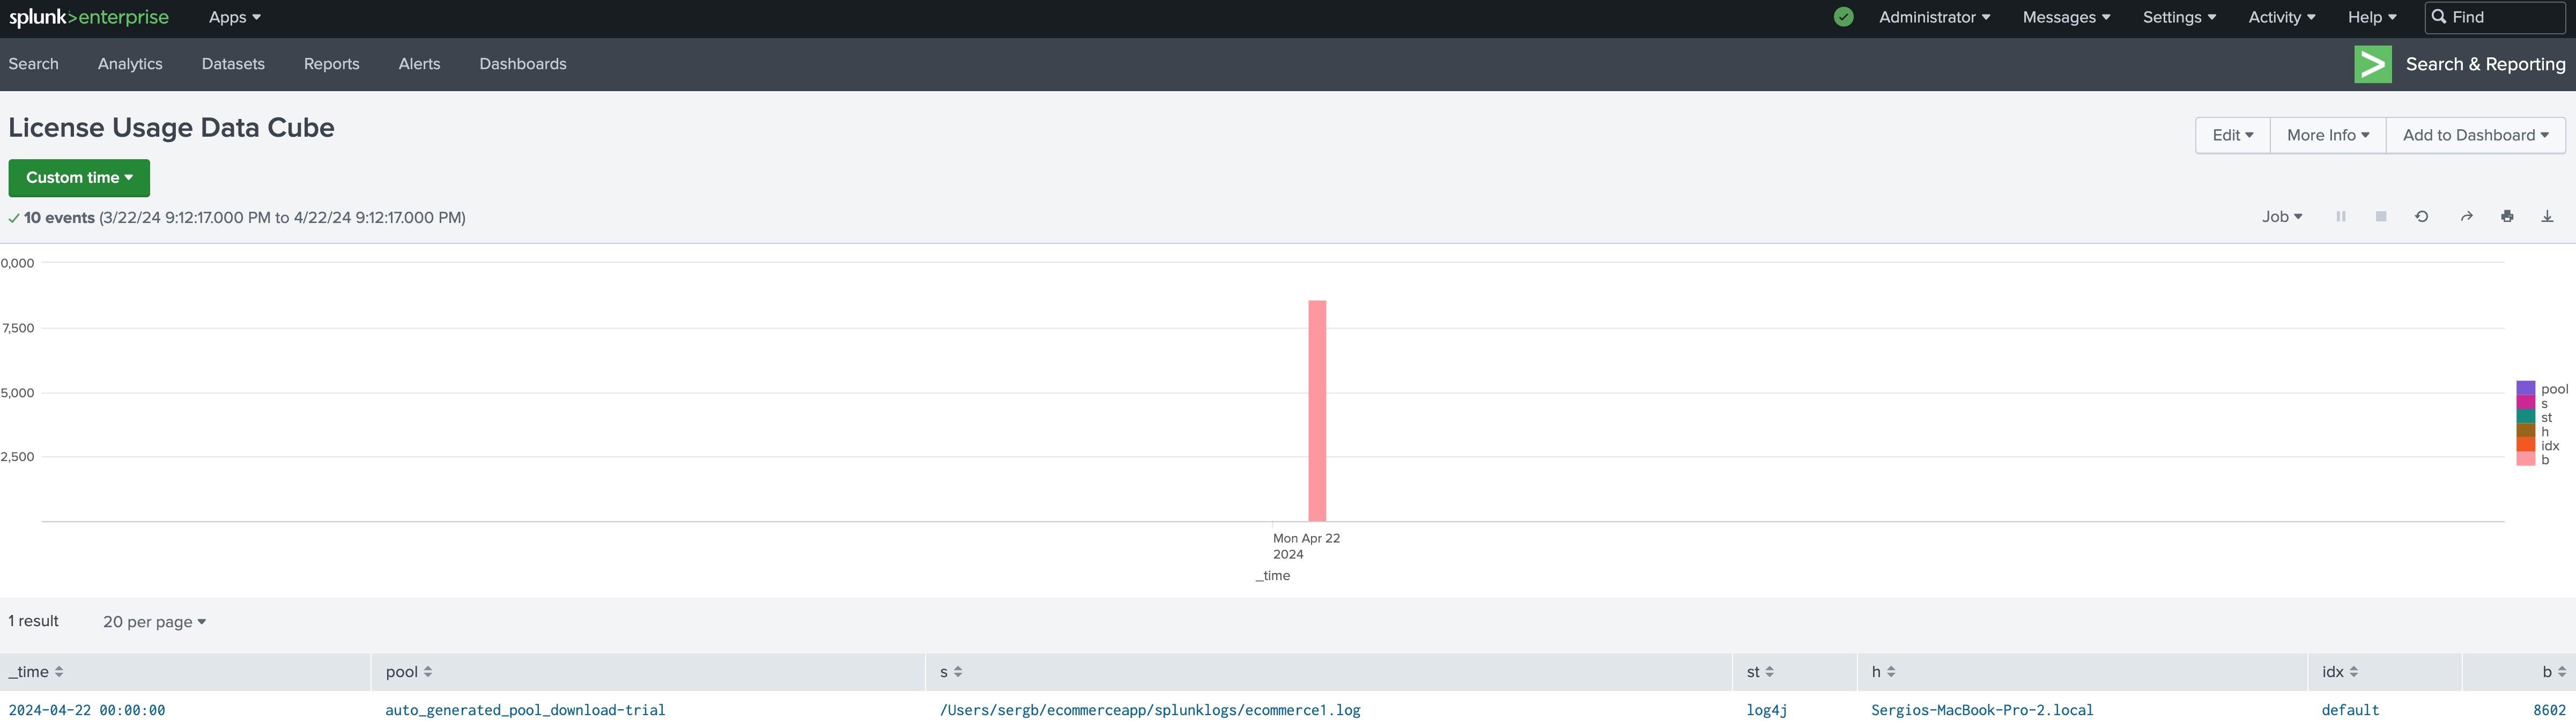 splunk>enterprise Apps Administrator Messages Settings Activity Help Find
Search Analytics Datasets Reports Alerts Dashboards Search & Reporting
License Usage Data Cube
Edit More Info Add to Dashboard
Custom time
10 events (3/22/24 9:12:17.000 PM to 4/22/24 9:12:17.000 PM)
Job
0,000
7,500
5,000
2,500
pool
s
st
h
idx
b
Mon Apr 22
2024
_time
1 result 20 per page
_time pool s st h idx b
2024-04-22 00:00:00 auto_generated_pool_download-trial /Users/sergb/ecommerceapp/splunklogs/ecommerce1.log log4j Sergios-MacBook-Pro-2.local default 8602